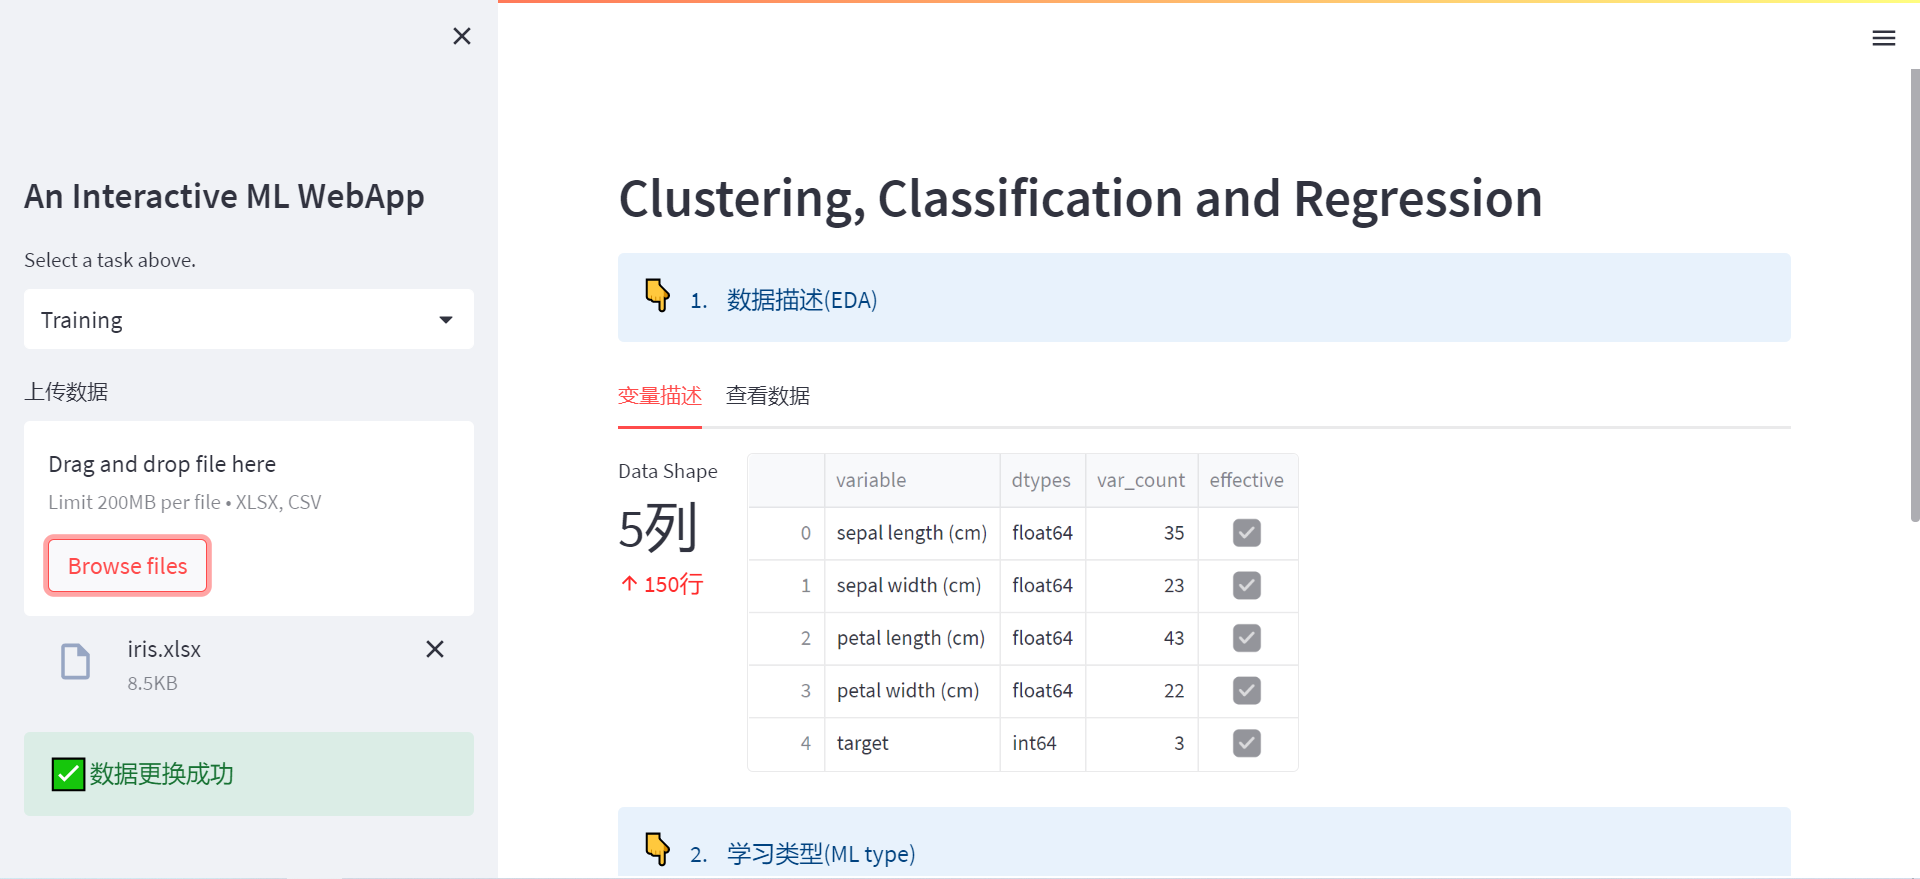 An Interactive ML WebApp
Select a task above.
Training
上传数据
Drag and drop file here
Limit 200MB per file • XLSX, CSV
Browse files
iris.xlsx
8.5KB
数据更换成功
Clustering, Classification and Regression
1. 数据描述(EDA)
变量描述 查看数据
Data Shape
5列
↑ 150行
variable dtypes var_count effective
0 sepal length (cm) float64 35
1 sepal width (cm) float64 23
2 petal length (cm) float64 43
3 petal width (cm) float64 22
4 target int64 3
2. 学习类型(ML type)